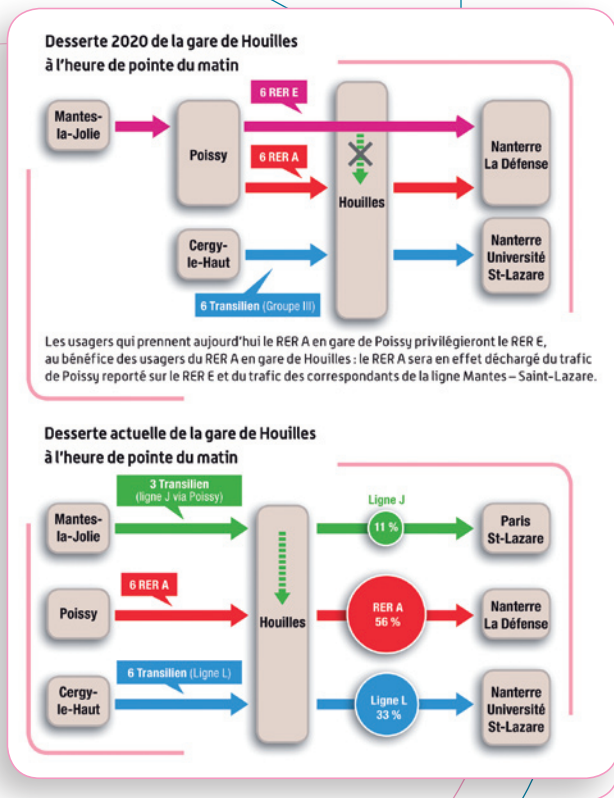 Desserte 2020 de la gare de Houilles
à l'heure de pointe du matin
6 RER E
Mantes-
la-Jolie
Poissy
6 RER A
Houilles
Nanterre
La Défense
Cergy-
le-Haut
6 Transilien (Groupe III)
Nanterre
Université
St-Lazare
Les usagers qui prennent aujourd'hui le RER A en gare de Poissy privilégieront le RER E,
au bénéfice des usagers du RER A en gare de Houilles : le RER A sera en effet déchargé du trafic
de Poissy reporté sur le RER E et du trafic des correspondants de la ligne Mantes – Saint-Lazare.
Desserte actuelle de la gare de Houilles
à l'heure de pointe du matin
3 Transilien
(ligne J via Poissy)
Mantes-
la-Jolie
Ligne J
11 %
Paris
St-Lazare
6 RER A
Poissy
Houilles
RER A
56 %
Nanterre
La Défense
6 Transilien (Ligne L)
Cergy-
le-Haut
Ligne L
33 %
Nanterre
Université
St-Lazare